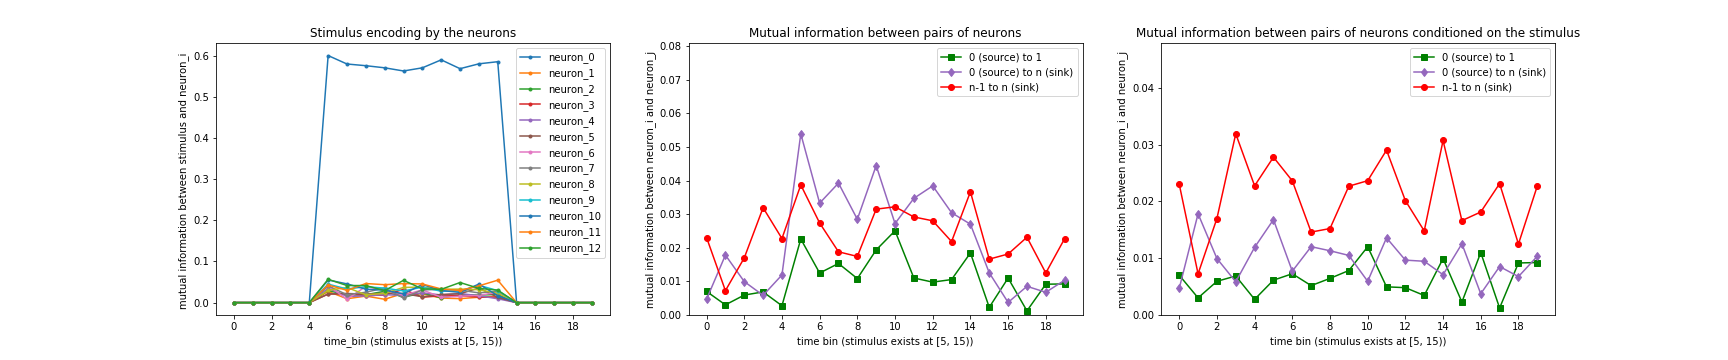 Stimulus encoding by the neurons
mutual information between stimulus and neuron_i
0.6
0.5
0.4
0.3
0.2
0.1
0.0
neuron_0
neuron_1
neuron_2
neuron_3
neuron_4
neuron_5
neuron_6
neuron_7
neuron_8
neuron_9
neuron_10
neuron_11
neuron_12
0 2 4 6 8 10 12 14 16 18
time_bin (stimulus exists at [5, 15))
Mutual information between pairs of neurons
mutual information between neuron_i and neuron_j
0.08
0.07
0.06
0.05
0.04
0.03
0.02
0.01
0.00
0 (source) to 1
0 (source) to n (sink)
n-1 to n (sink)
0 2 4 6 8 10 12 14 16 18
time bin (stimulus exists at [5, 15))
Mutual information between pairs of neurons conditioned on the stimulus
mutual information between neuron_i and neuron_j
0.04
0.03
0.02
0.01
0.00
0 (source) to 1
0 (source) to n (sink)
n-1 to n (sink)
0 2 4 6 8 10 12 14 16 18
time bin (stimulus exists at [5, 15))